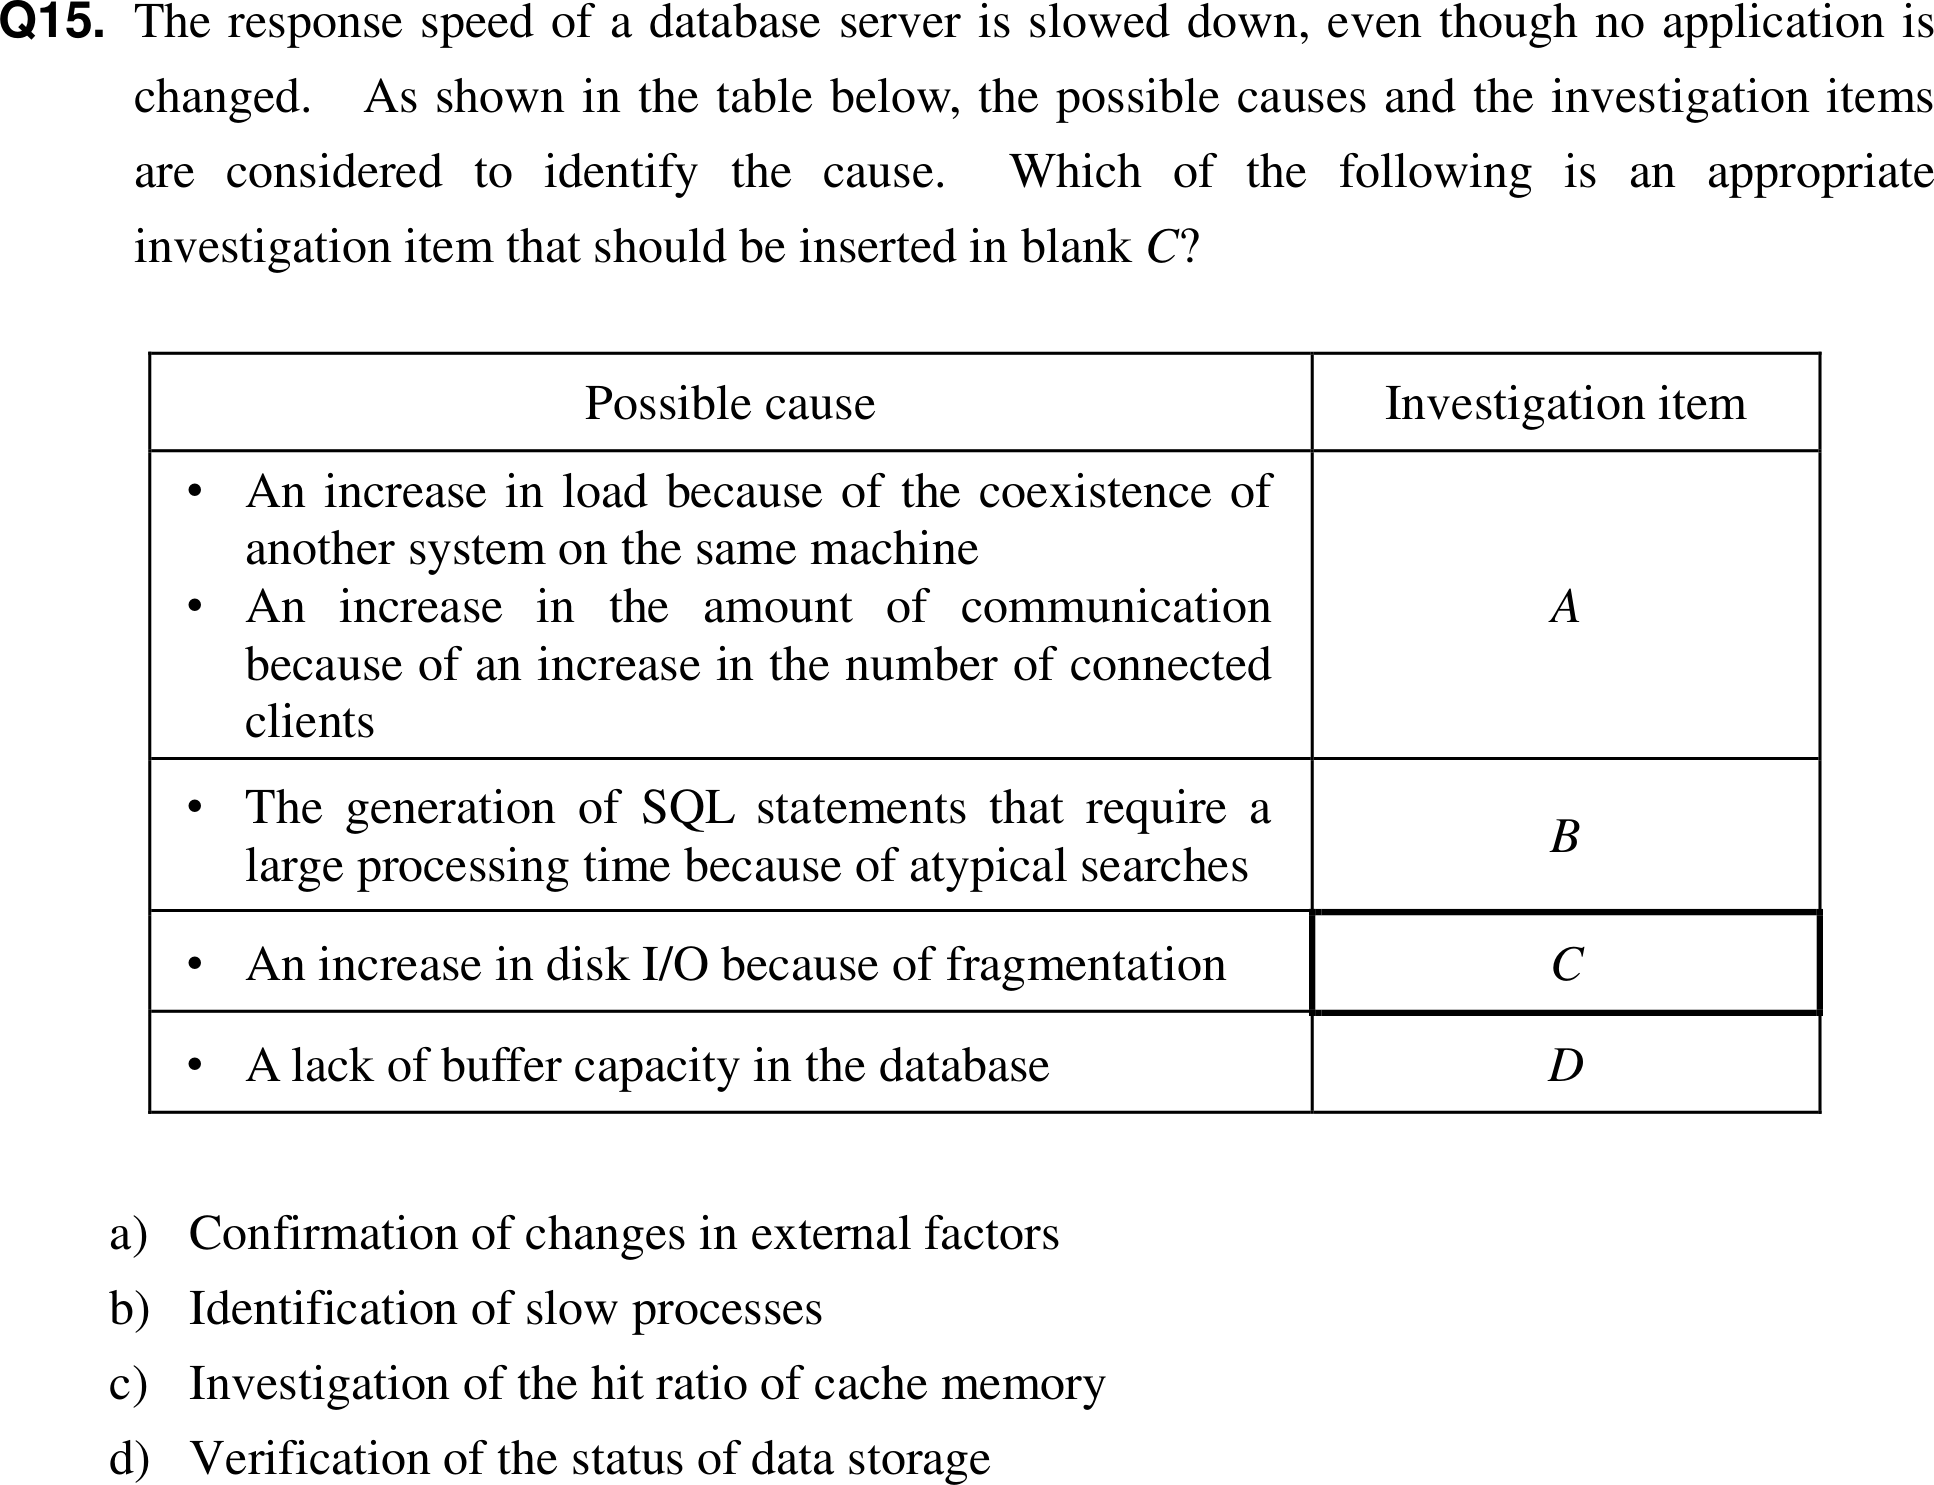 Q15. The response speed of a database server is slowed down, even though no application is
changed. As shown in the table below, the possible causes and the investigation items
are considered to identify the cause. Which of the following is an appropriate
investigation item that should be inserted in blank C?
Possible cause Investigation item
• An increase in load because of the coexistence of
another system on the same machine
• An increase in the amount of communication
because of an increase in the number of connected
clients
A
• The generation of SQL statements that require a
large processing time because of atypical searches
B
• An increase in disk I/O because of fragmentation C
• A lack of buffer capacity in the database D
a) Confirmation of changes in external factors
b) Identification of slow processes
c) Investigation of the hit ratio of cache memory
d) Verification of the status of data storage